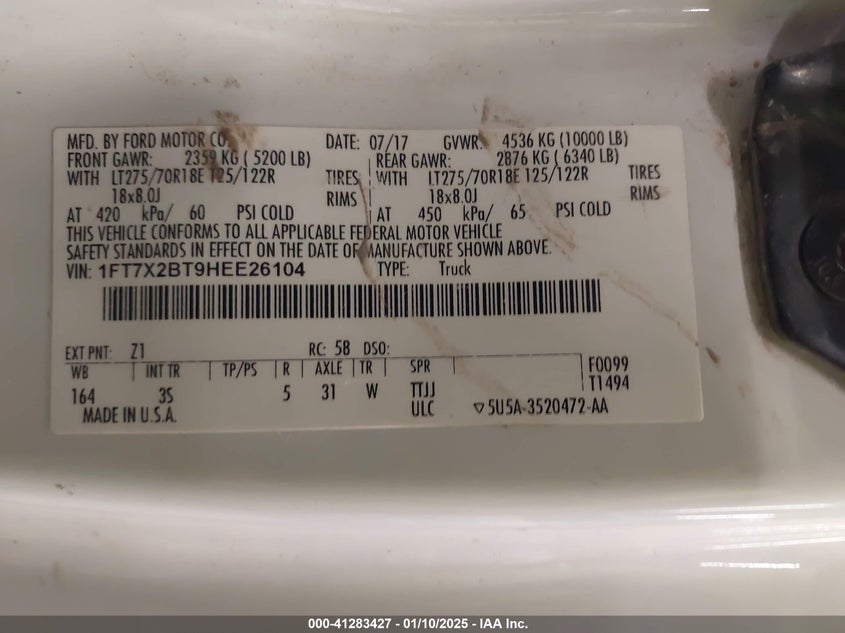 MFD. BY FORD MOTOR CO. DATE: 07/17 GVWR: 4536 KG (10000 LB)
FRONT GAWR: 2359 KG ( 5200 LB) REAR GAWR: 2876 KG ( 6340 LB)
WITH LT275/70R18E 125/122R TIRES WITH LT275/70R18E 125/122R TIRES
18x8.0J RIMS 18x8.0J RIMS
AT 420 kPa/ 60 PSI COLD AT 450 kPa/ 65 PSI COLD
THIS VEHICLE CONFORMS TO ALL APPLICABLE FEDERAL MOTOR VEHICLE
SAFETY STANDARDS IN EFFECT ON THE DATE OF MANUFACTURE SHOWN ABOVE.
VIN: 1FT7X2BT9HEE26104 TYPE: Truck
EXT PNT: Z1 RC: 58 DSO:
WB INT TR TP/PS R AXLE TR SPR F0099
164 3S 5 31 W TTJJ T1494
MADE IN U.S.A. ULC ▽5U5A-3520472-AA
000-41283427 - 01/10/2025 - IAA Inc.